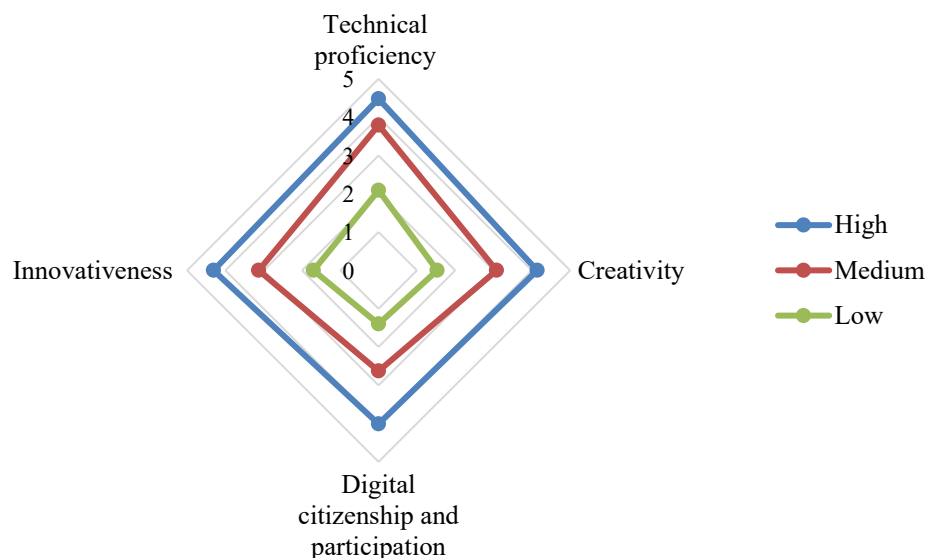 Technical
proficiency
5
4
3
2
1
0
Innovativeness
Creativity
High
Medium
Low
Digital
citizenship and
participation